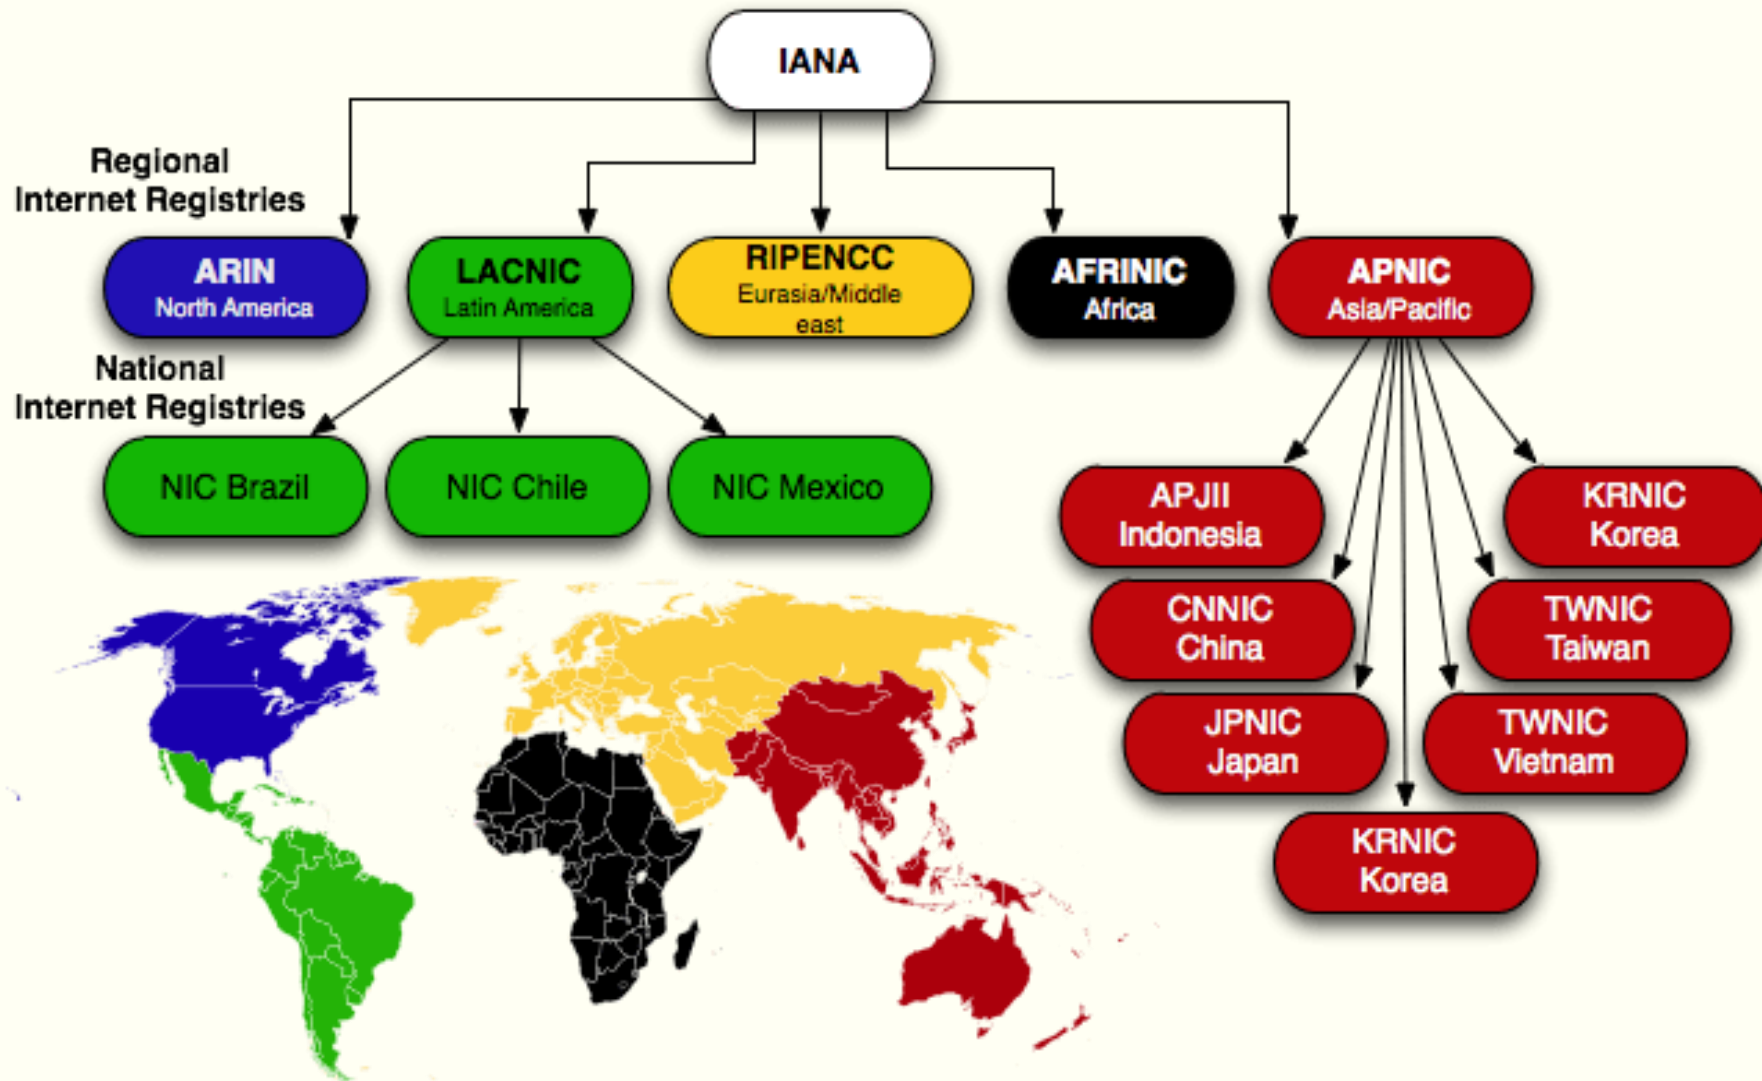 IANA
Regional
Internet Registries
ARIN
North America
LACNIC
Latin America
RIPENCC
Eurasia/Middle
east
AFRINIC
Africa
APNIC
Asia/Pacific
National
Internet Registries
NIC Brazil
NIC Chile
NIC Mexico
APJII
Indonesia
KRNIC
Korea
CNNIC
China
TWNIC
Taiwan
JPNIC
Japan
TWNIC
Vietnam
KRNIC
Korea